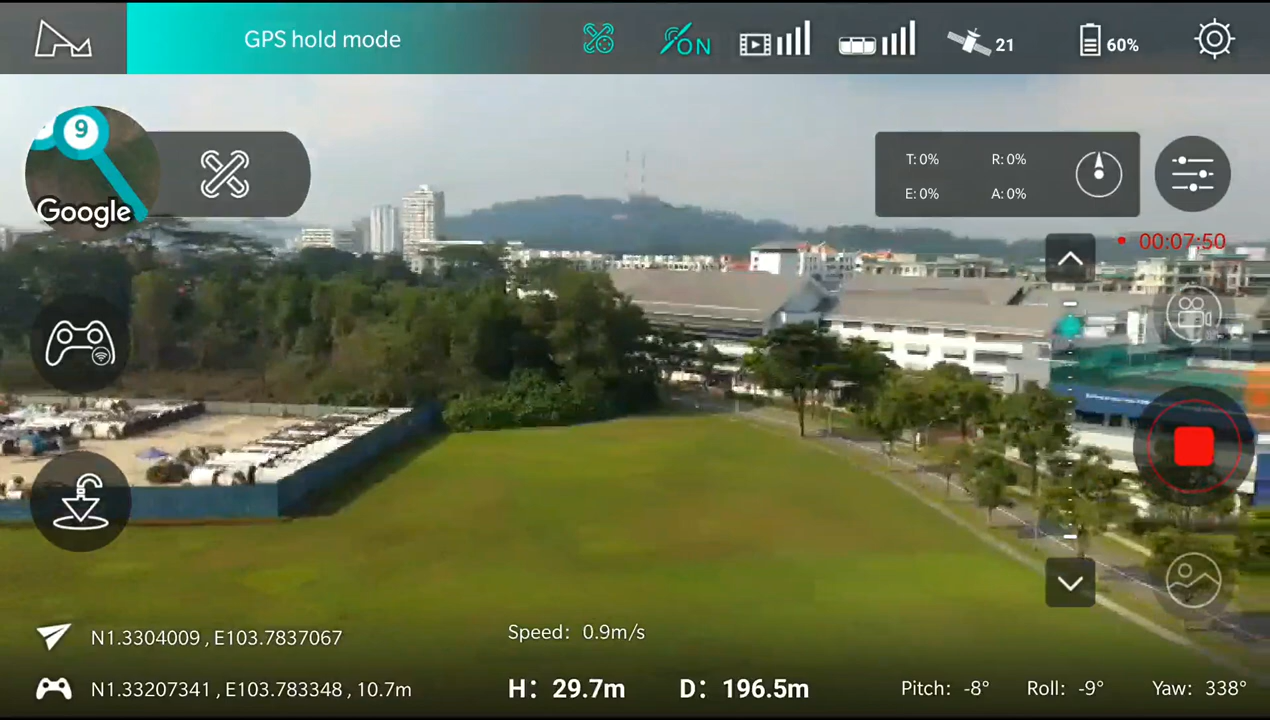 GPS hold mode
ON
21
60%
9
Google
T:0% R:0%
E:0% A:0%
00:07:50
N1.3304009 , E103.7837067
Speed: 0.9m/s
N1.33207341 , E103.783348 , 10.7m
H: 29.7m D: 196.5m
Pitch: -8° Roll: -9° Yaw: 338°